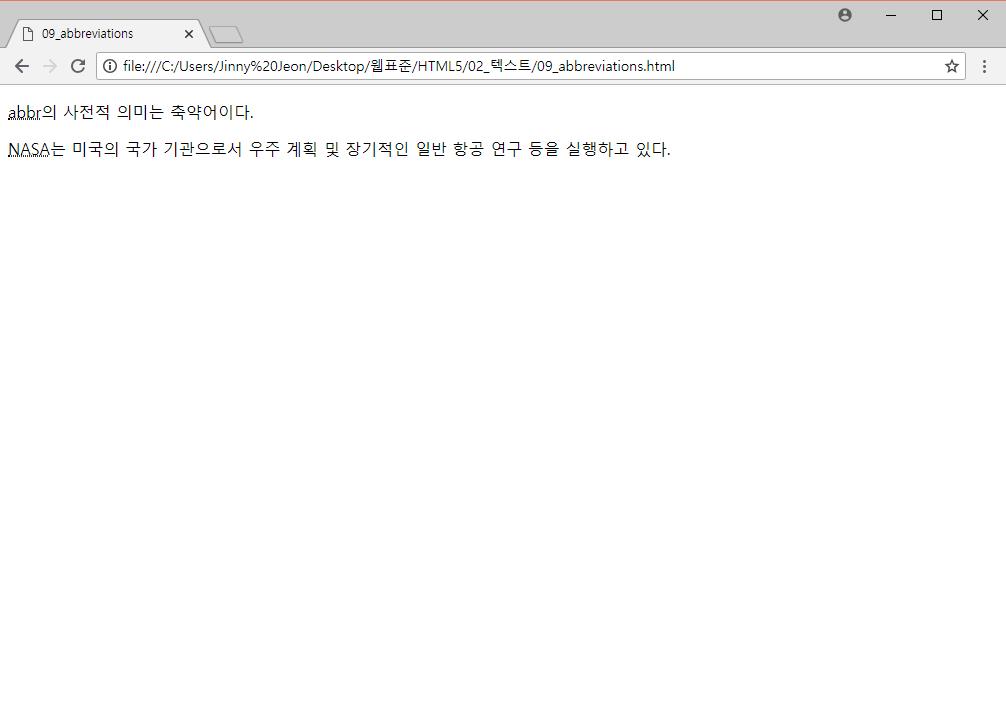 09_abbreviations
file:///C:/Users/Jinny%20Jeon/Desktop/웹표준/HTML5/02_텍스트/09_abbreviations.html
abbr의 사전적 의미는 축약어이다.
NASA는 미국의 국가 기관으로서 우주 계획 및 장기적인 일반 항공 연구 등을 실행하고 있다.